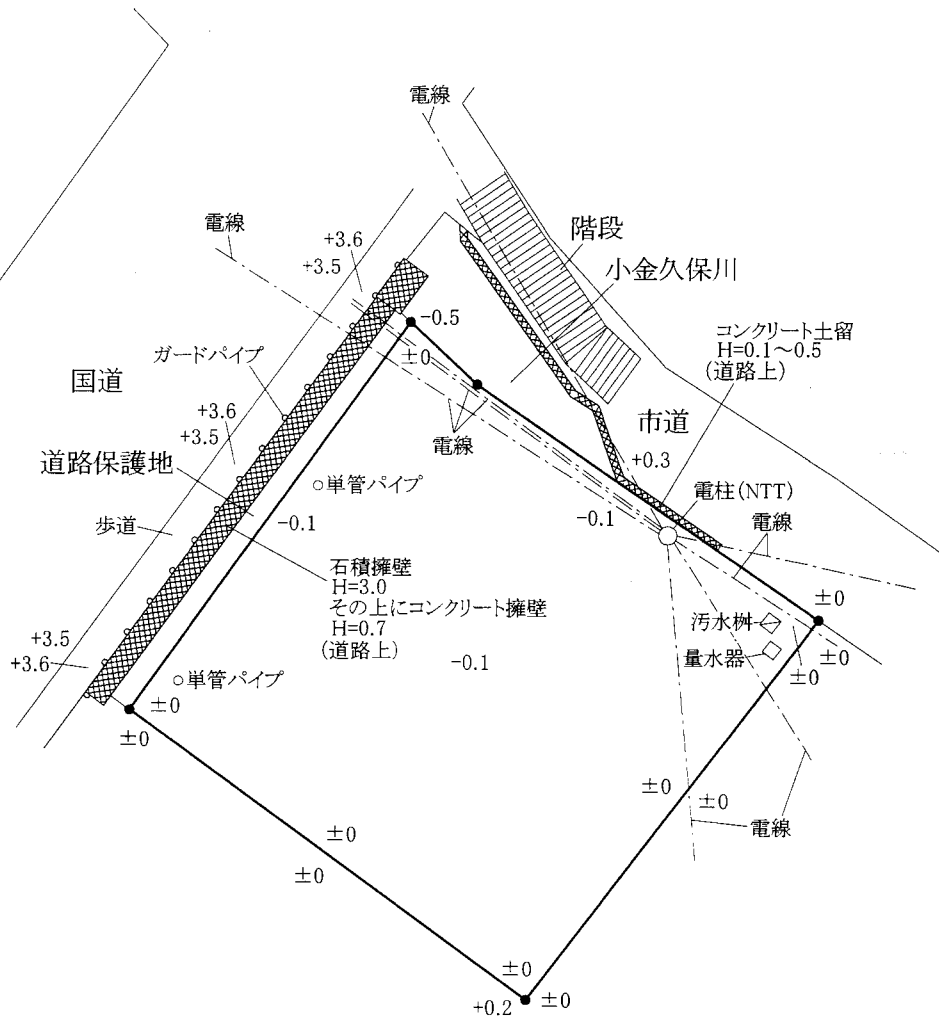 電線
電線
階段
小金久保川
+3.6
+3.5
-0.5
±0
コンクリート土留
H=0.1～0.5
(道路上)
ガードパイプ
国道
+3.6
+3.5
電線
市道
+0.3
道路保護地
○単管パイプ
電柱(NTT)
-0.1
-0.1
電線
歩道
石積擁壁
H=3.0
その上にコンクリート擁壁
H=0.7
(道路上)
-0.1
±0
汚水桝
±0
量水器
±0
+3.5
+3.6
○単管パイプ
±0
±0
±0
±0
電線
±0
±0
±0
+0.2
±0